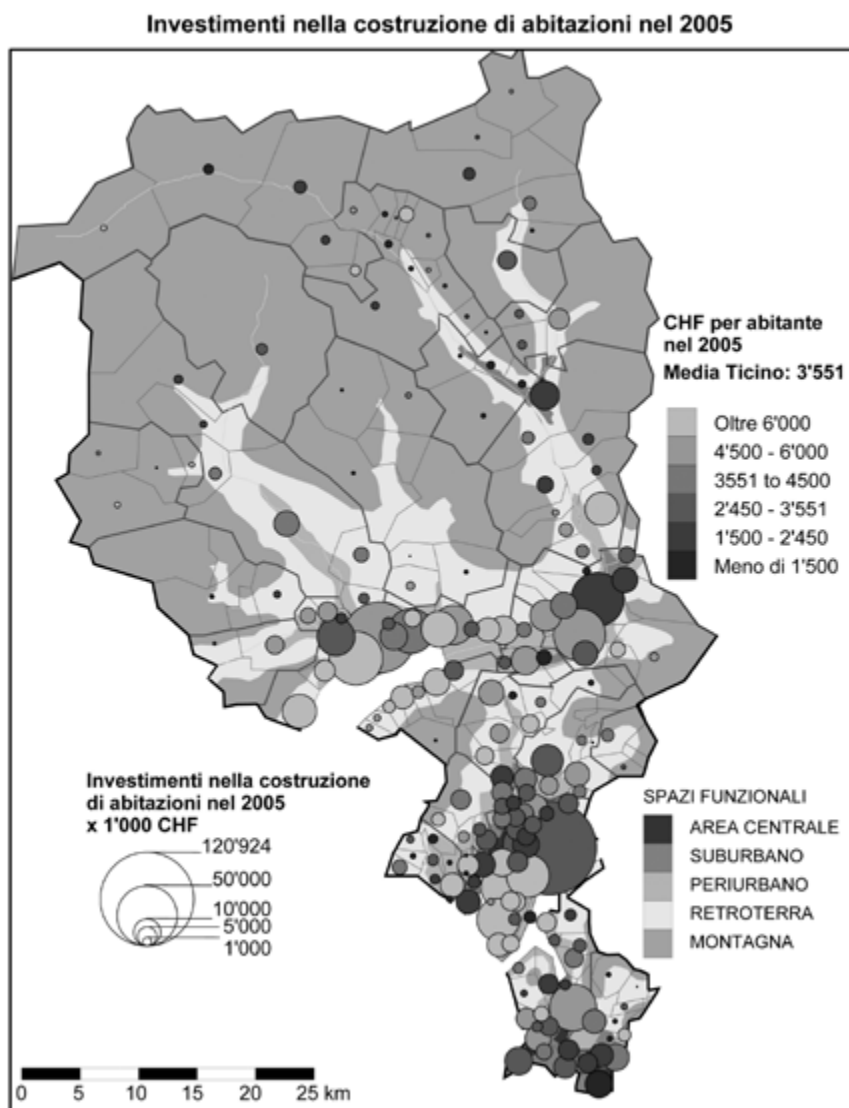 Investimenti nella costruzione di abitazioni nel 2005
CHF per abitante
nel 2005
Media Ticino: 3'551
Oltre 6'000
4'500 - 6'000
3551 to 4500
2'450 - 3'551
1'500 - 2'450
Meno di 1'500
Investimenti nella costruzione
di abitazioni nel 2005
x 1'000 CHF
120'924
50'000
10'000
5'000
1'000
SPAZI FUNZIONALI
AREA CENTRALE
SUBURBANO
PERIURBANO
RETROTERRA
MONTAGNA
0 5 10 15 20 25 km